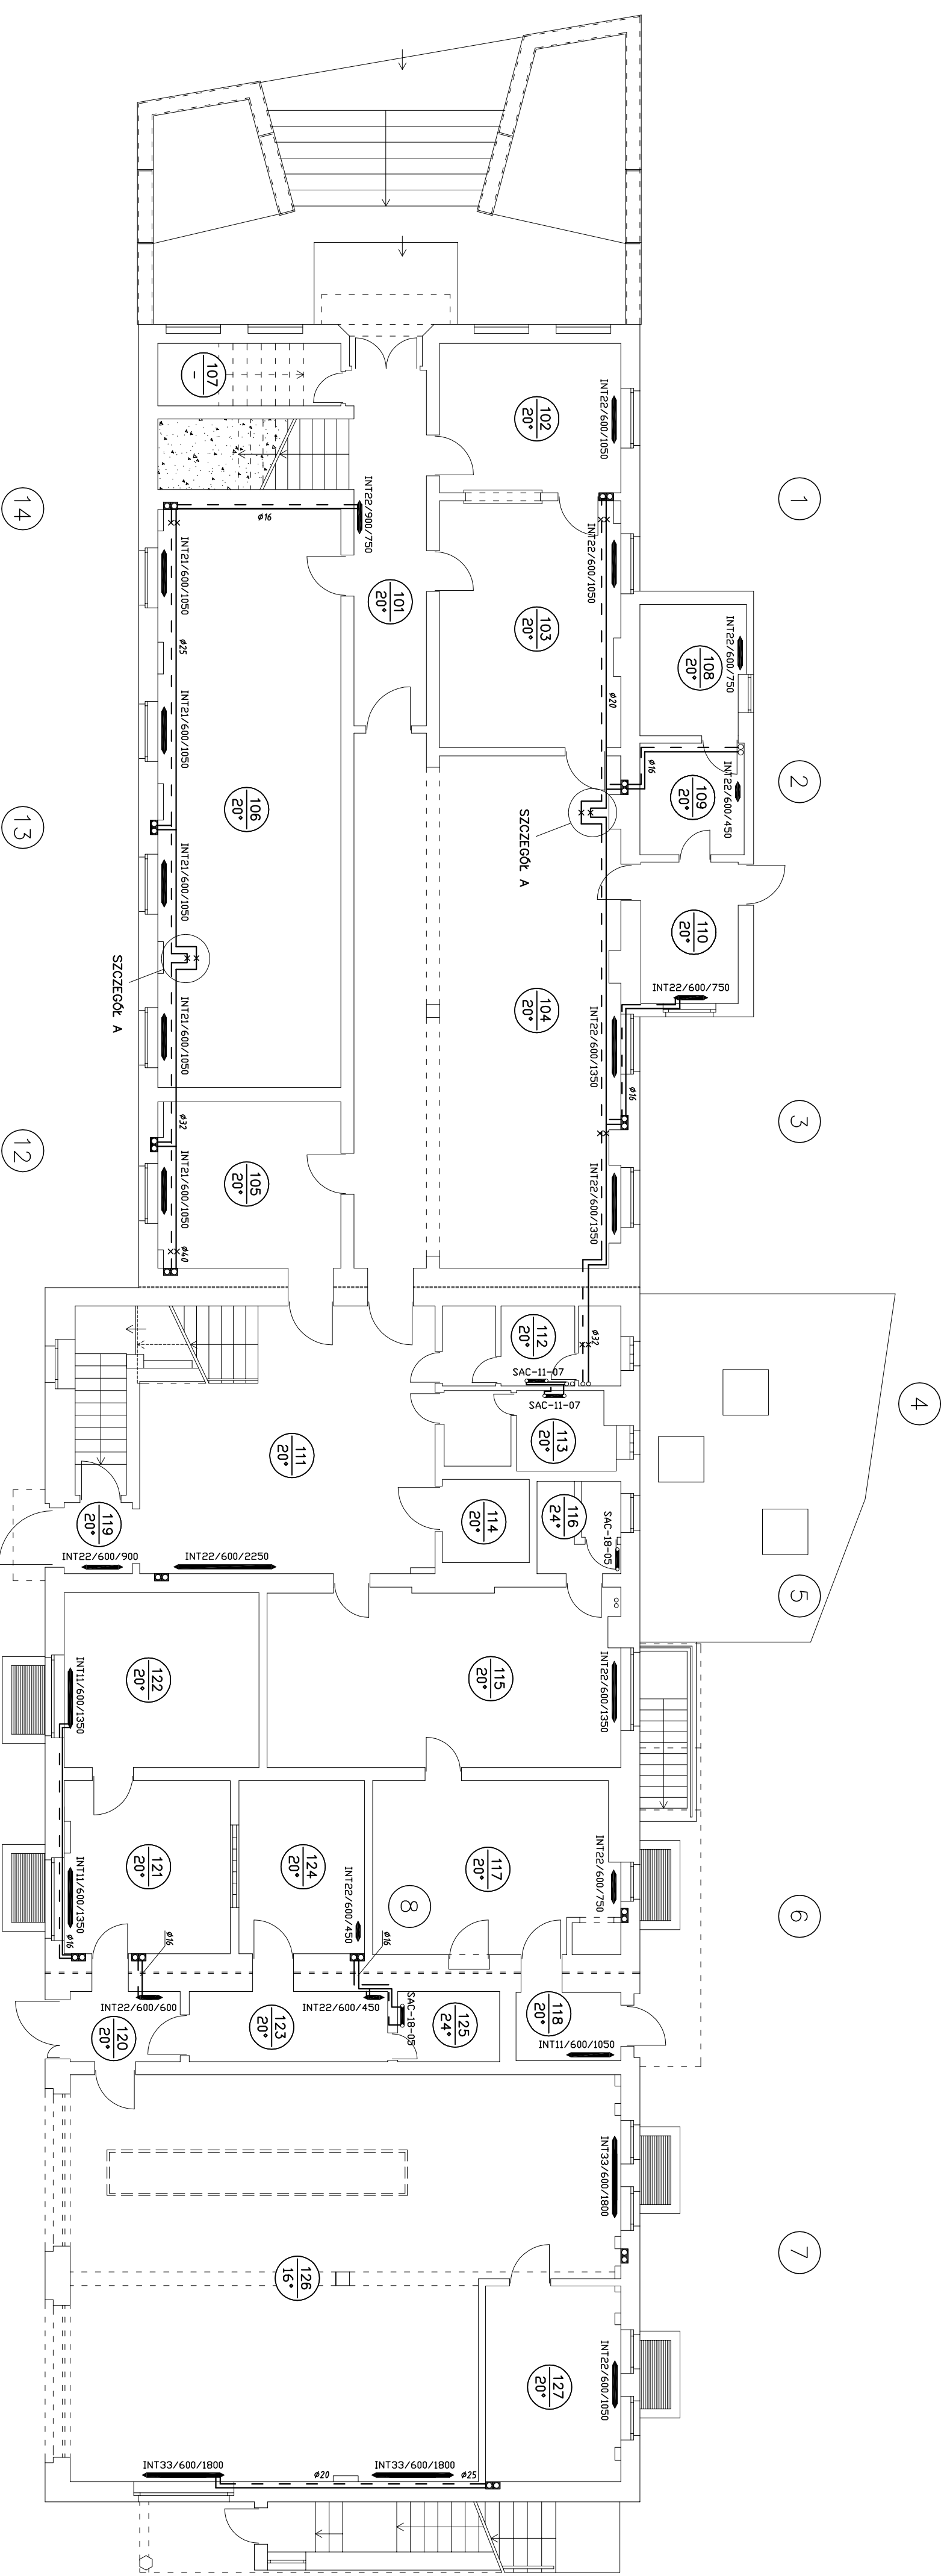 1
14
107
-
102
20°
INT22/600/1050
INT22/900/750
ø16
INT21/600/1050
INT22/600/1050
101
20°
103
20°
108
20°
INT22/600/750
ø25
ø20
2
13
INT21/600/1050
106
20°
ø16
109
20°
INT22/600/450
SZCZEGÓŁ A
INT21/600/1050
110
20°
INT22/600/750
SZCZEGÓŁ A
104
20°
INT22/600/1350
INT21/600/1050
ø16
3
12
ø32
105
20°
INT21/600/1050
INT22/600/1350
ø40
112
20°
ø32
SAC-11-07
SAC-11-07
4
111
20°
113
20°
119
20°
114
20°
116
24°
SAC-18-05
INT22/600/900
INT22/600/2250
5
INT11/600/1350
122
20°
115
20°
INT22/600/1350
INT11/600/1350
121
20°
124
20°
INT22/600/450
8
117
20°
INT22/600/750
6
ø16
ø16
ø16
INT22/600/600
INT22/600/450
SAC-18-05
120
20°
123
20°
125
24°
118
20°
INT11/600/1050
INT33/600/1800
7
126
16°
127
20°
INT22/600/1050
INT33/600/1800
ø20
INT33/600/1800
ø25